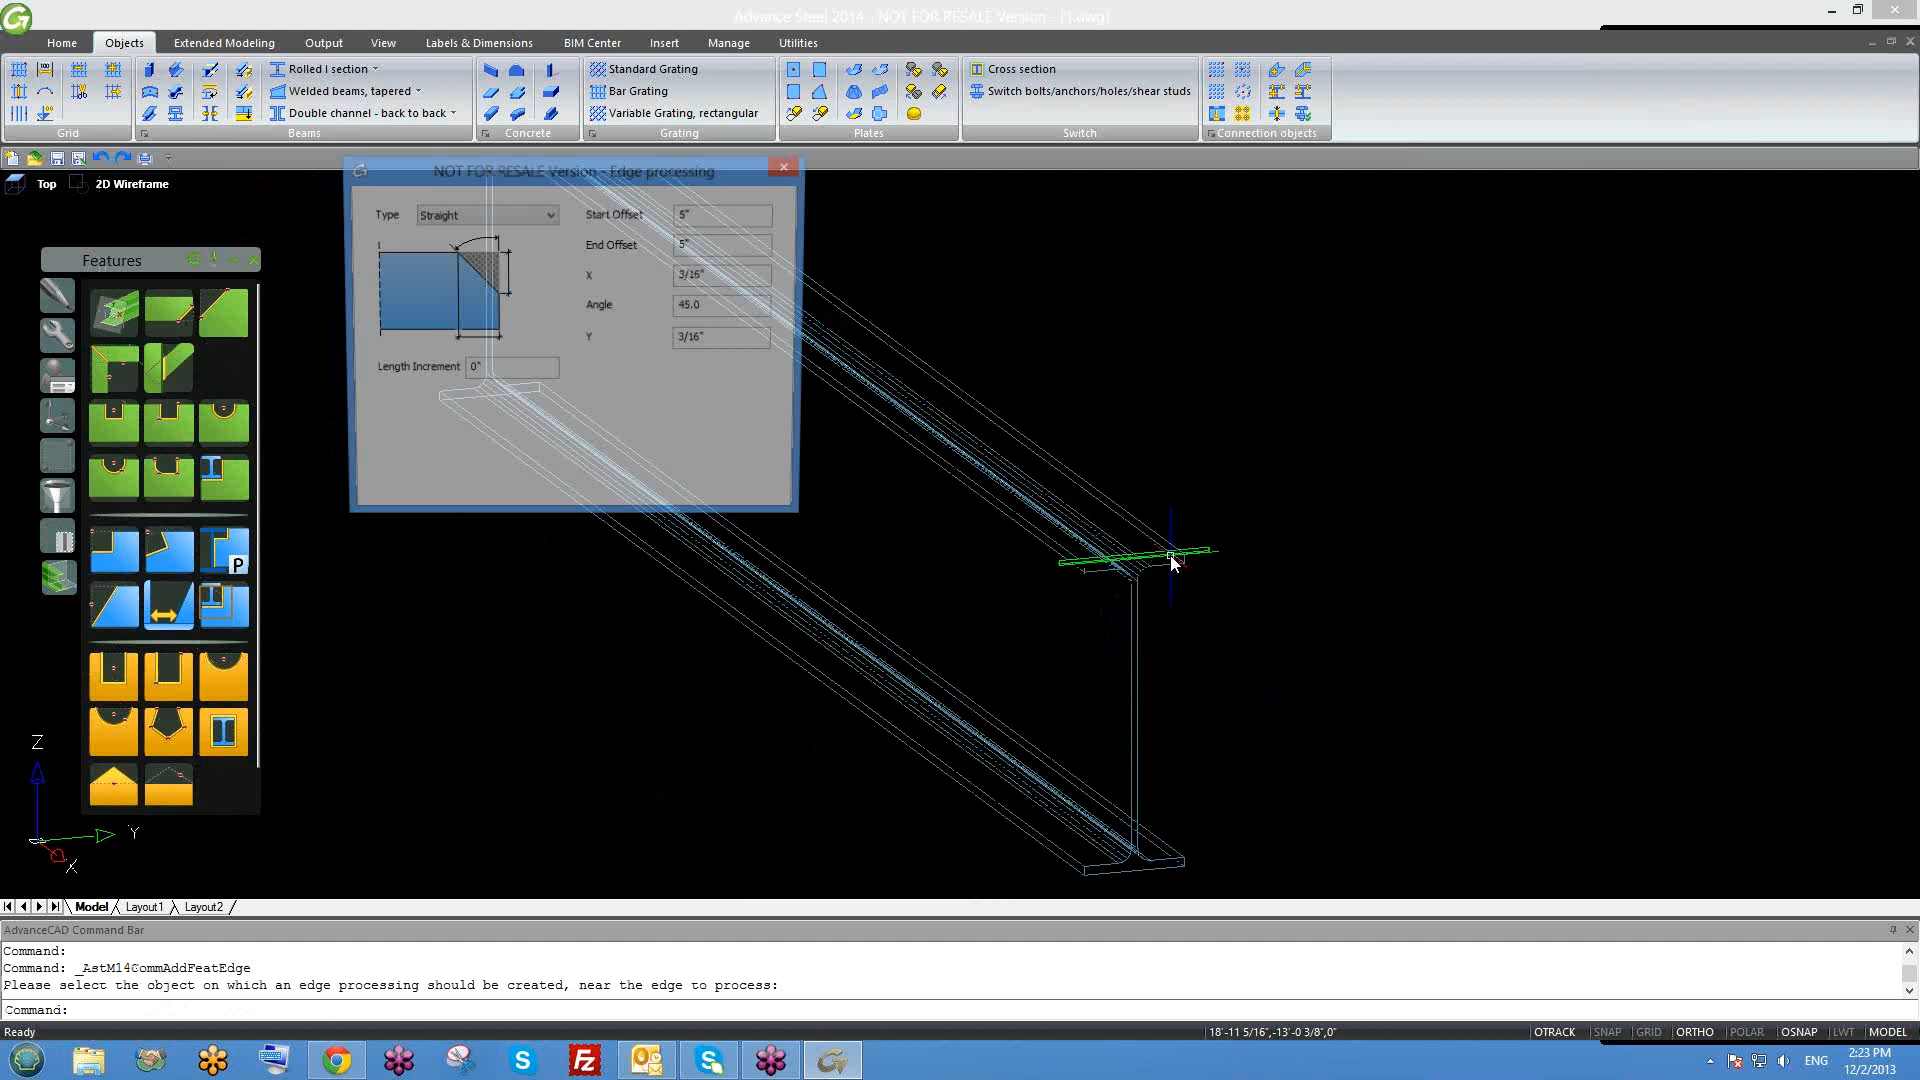 Advance Steel 2014 - NOT FOR RESALE Version - [1.dwg]
Home Objects Extended Modeling Output View Labels & Dimensions BIM Center Insert Manage Utilities
Rolled I section Standard Grating Cross section
Welded beams, tapered Bar Grating Switch bolts/anchors/holes/shear studs
Double channel - back to back Variable Grating, rectangular
Grid Beams Concrete Grating Plates Switch Connection objects
Top 2D Wireframe
NOT FOR RESALE Version - Edge processing
Type Straight Start Offset 5"
End Offset 5"
X 3/16"
Angle 45.0
Y 3/16"
Length Increment 0"
Features
P
Z
Y
X
Model Layout1 Layout2
AdvanceCAD Command Bar
Command:
Command: _AstM14CommAddFeatEdge
Please select the object on which an edge processing should be created, near the edge to process:
Command:
Ready 18'-11 5/16",-13'-0 3/8",0" OTRACK SNAP GRID ORTHO POLAR OSNAP LWT MODEL
ENG 2:23 PM
12/2/2013